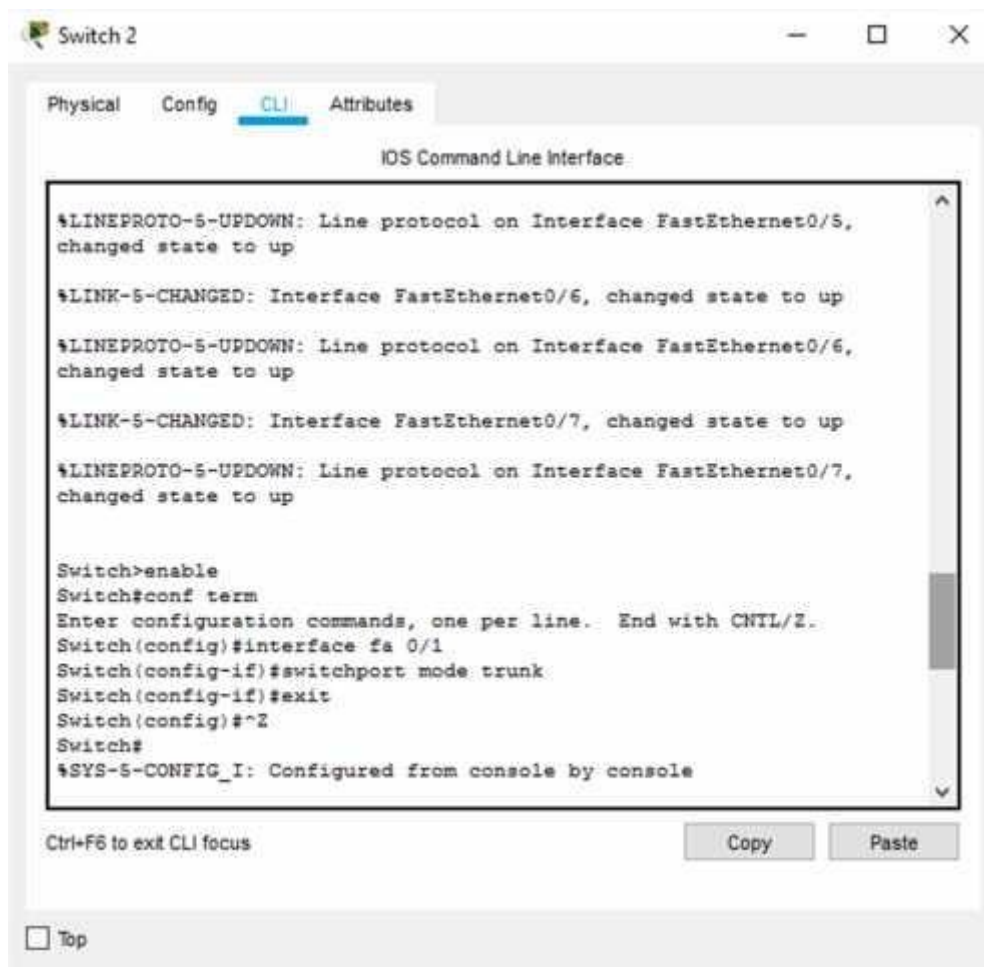 Switch 2
Physical Config CLI Attributes
IOS Command Line Interface
%LINEPROTO-5-UPDOWN: Line protocol on Interface FastEthernet0/5,
changed state to up
%LINK-5-CHANGED: Interface FastEthernet0/6, changed state to up
%LINEPROTO-5-UPDOWN: Line protocol on Interface FastEthernet0/6,
changed state to up
%LINK-5-CHANGED: Interface FastEthernet0/7, changed state to up
%LINEPROTO-5-UPDOWN: Line protocol on Interface FastEthernet0/7,
changed state to up
Switch>enable
Switch#conf term
Enter configuration commands, one per line.  End with CNTL/Z.
Switch(config)#interface fa 0/1
Switch(config-if)#switchport mode trunk
Switch(config-if)#exit
Switch(config)#^Z
Switch#
%SYS-5-CONFIG_I: Configured from console by console
Ctrl+F6 to exit CLI focus
Copy Paste
Top